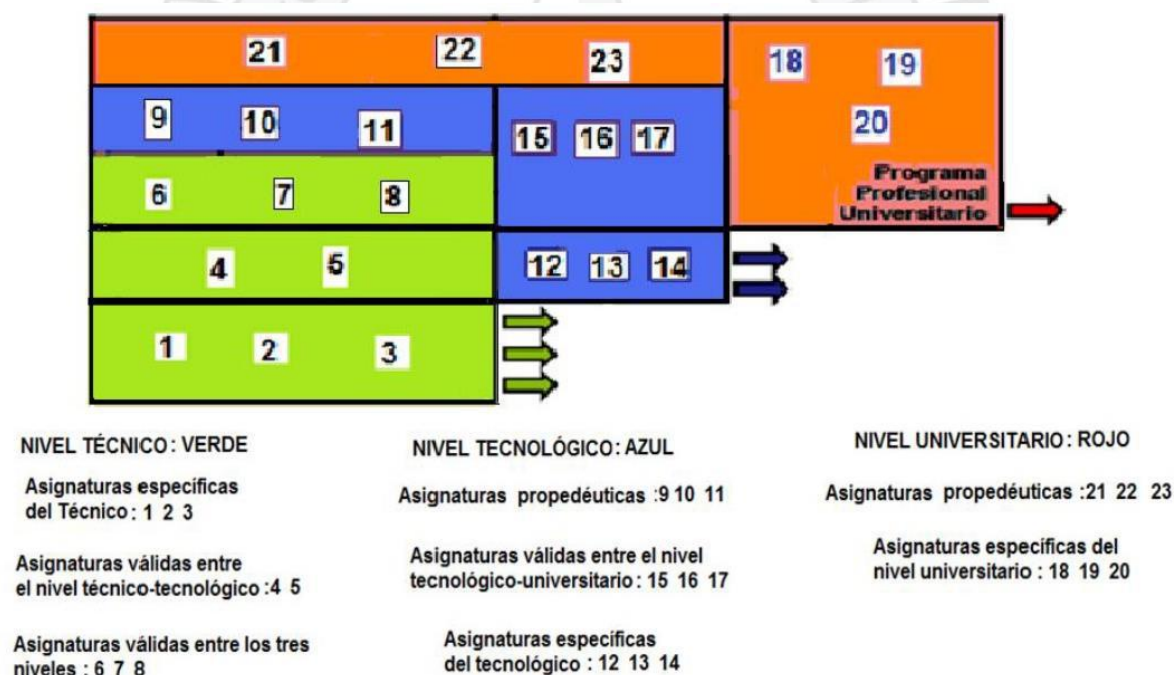 21 22 23 18 19
9 10 11 15 16 17 20
Programa
Profesional
Universitario
6 7 8
4 5 12 13 14
1 2 3
NIVEL TÉCNICO: VERDE
Asignaturas específicas
del Técnico: 1 2 3
Asignaturas válidas entre
el nivel técnico-tecnológico :4 5
Asignaturas válidas entre los tres
niveles : 6 7 8
NIVEL TECNOLÓGICO: AZUL
Asignaturas propedéuticas :9 10 11
Asignaturas válidas entre el nivel
tecnológico-universitario : 15 16 17
Asignaturas específicas
del tecnológico : 12 13 14
NIVEL UNIVERSITARIO: ROJO
Asignaturas propedéuticas :21 22 23
Asignaturas específicas del
nivel universitario : 18 19 20